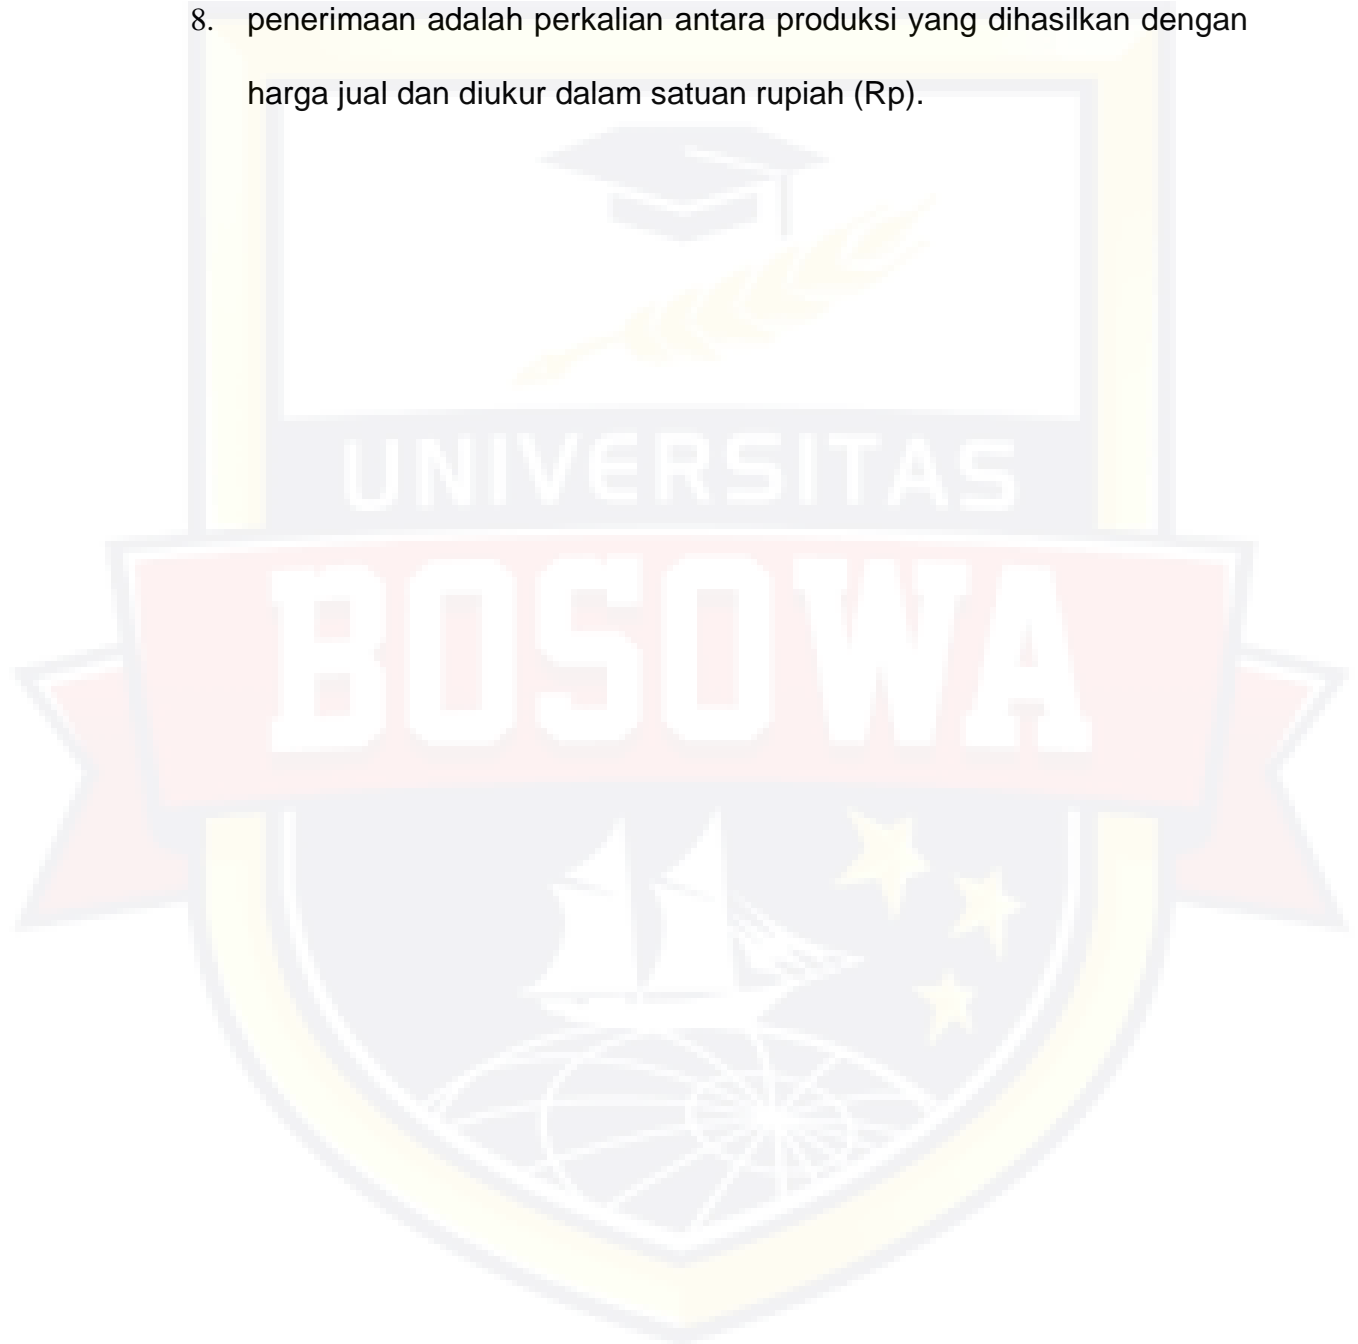 8. penerimaan adalah perkalian antara produksi yang dihasilkan dengan
harga jual dan diukur dalam satuan rupiah (Rp).
UNIVERSITAS
BOSOWA